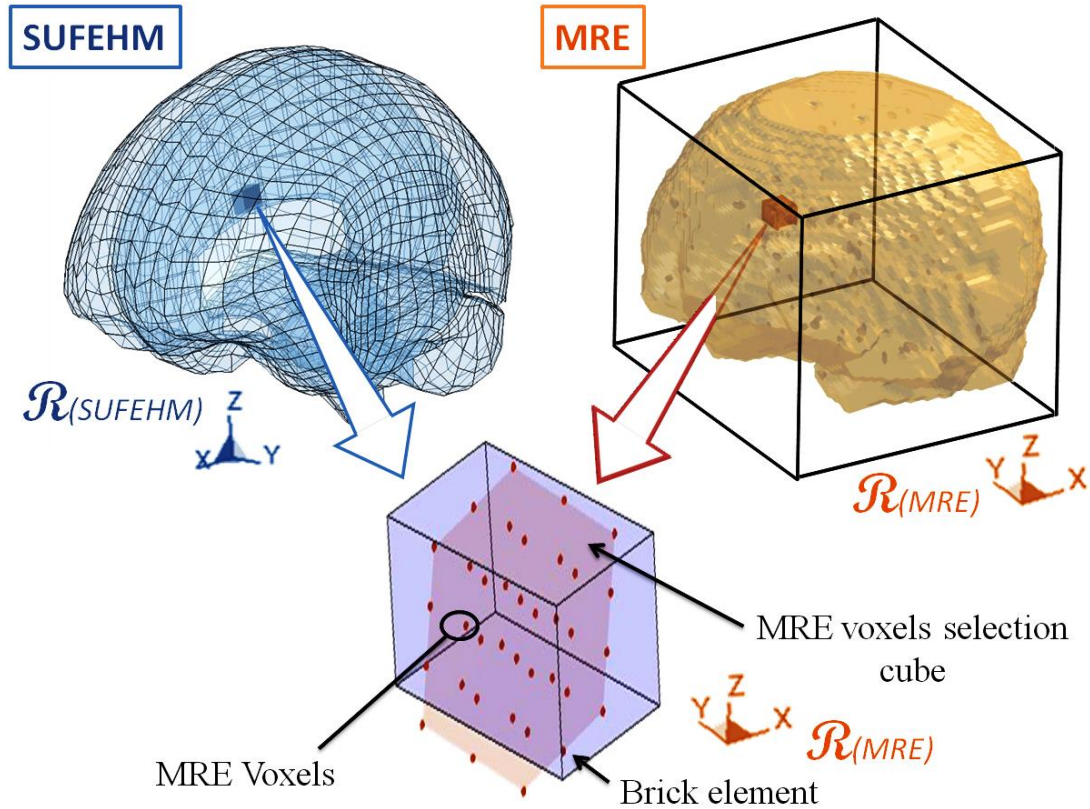 SUFEHM
MRE
ℛ(SUFEHM)
Z
X
Y
Y
Z
X
ℛ(MRE)
MRE voxels selection
cube
Y
Z
X
ℛ(MRE)
MRE Voxels
Brick element